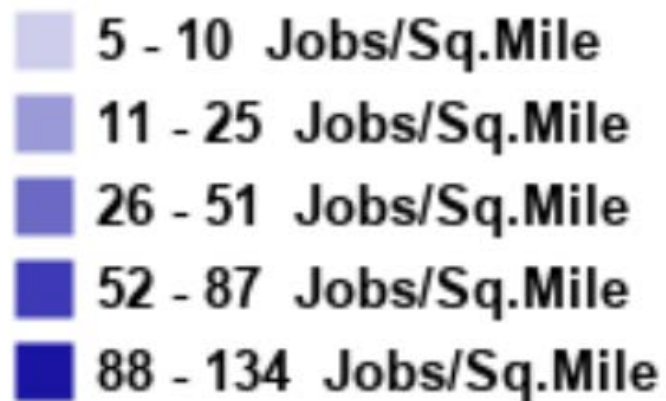 5 - 10 Jobs/Sq.Mile
11 - 25 Jobs/Sq.Mile
26 - 51 Jobs/Sq.Mile
52 - 87 Jobs/Sq.Mile
88 - 134 Jobs/Sq.Mile